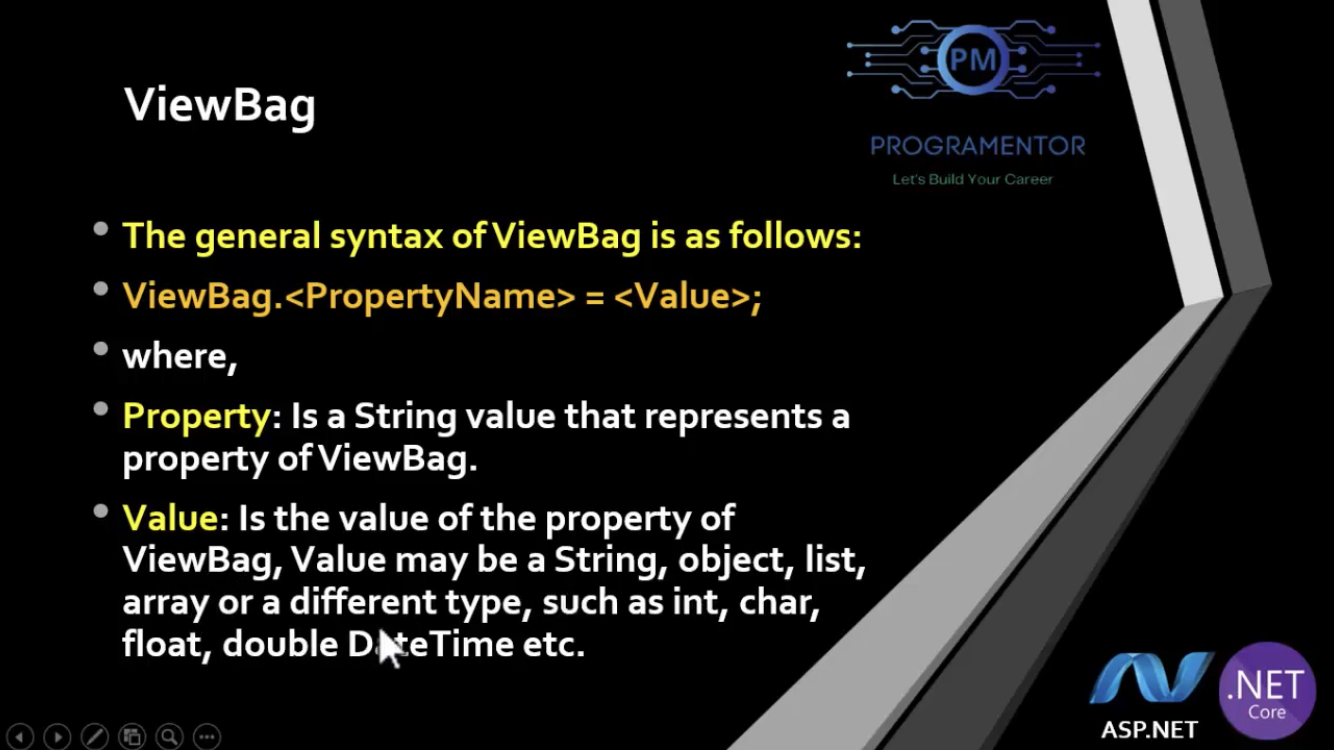 PM
PROGRAMENTOR
Let's Build Your Career
ViewBag
The general syntax of ViewBag is as follows:
ViewBag.<PropertyName> = <Value>;
where,
Property: Is a String value that represents a
property of ViewBag.
Value: Is the value of the property of
ViewBag, Value may be a String, object, list,
array or a different type, such as int, char,
float, double DateTime etc.
ASP.NET
.NET
Core